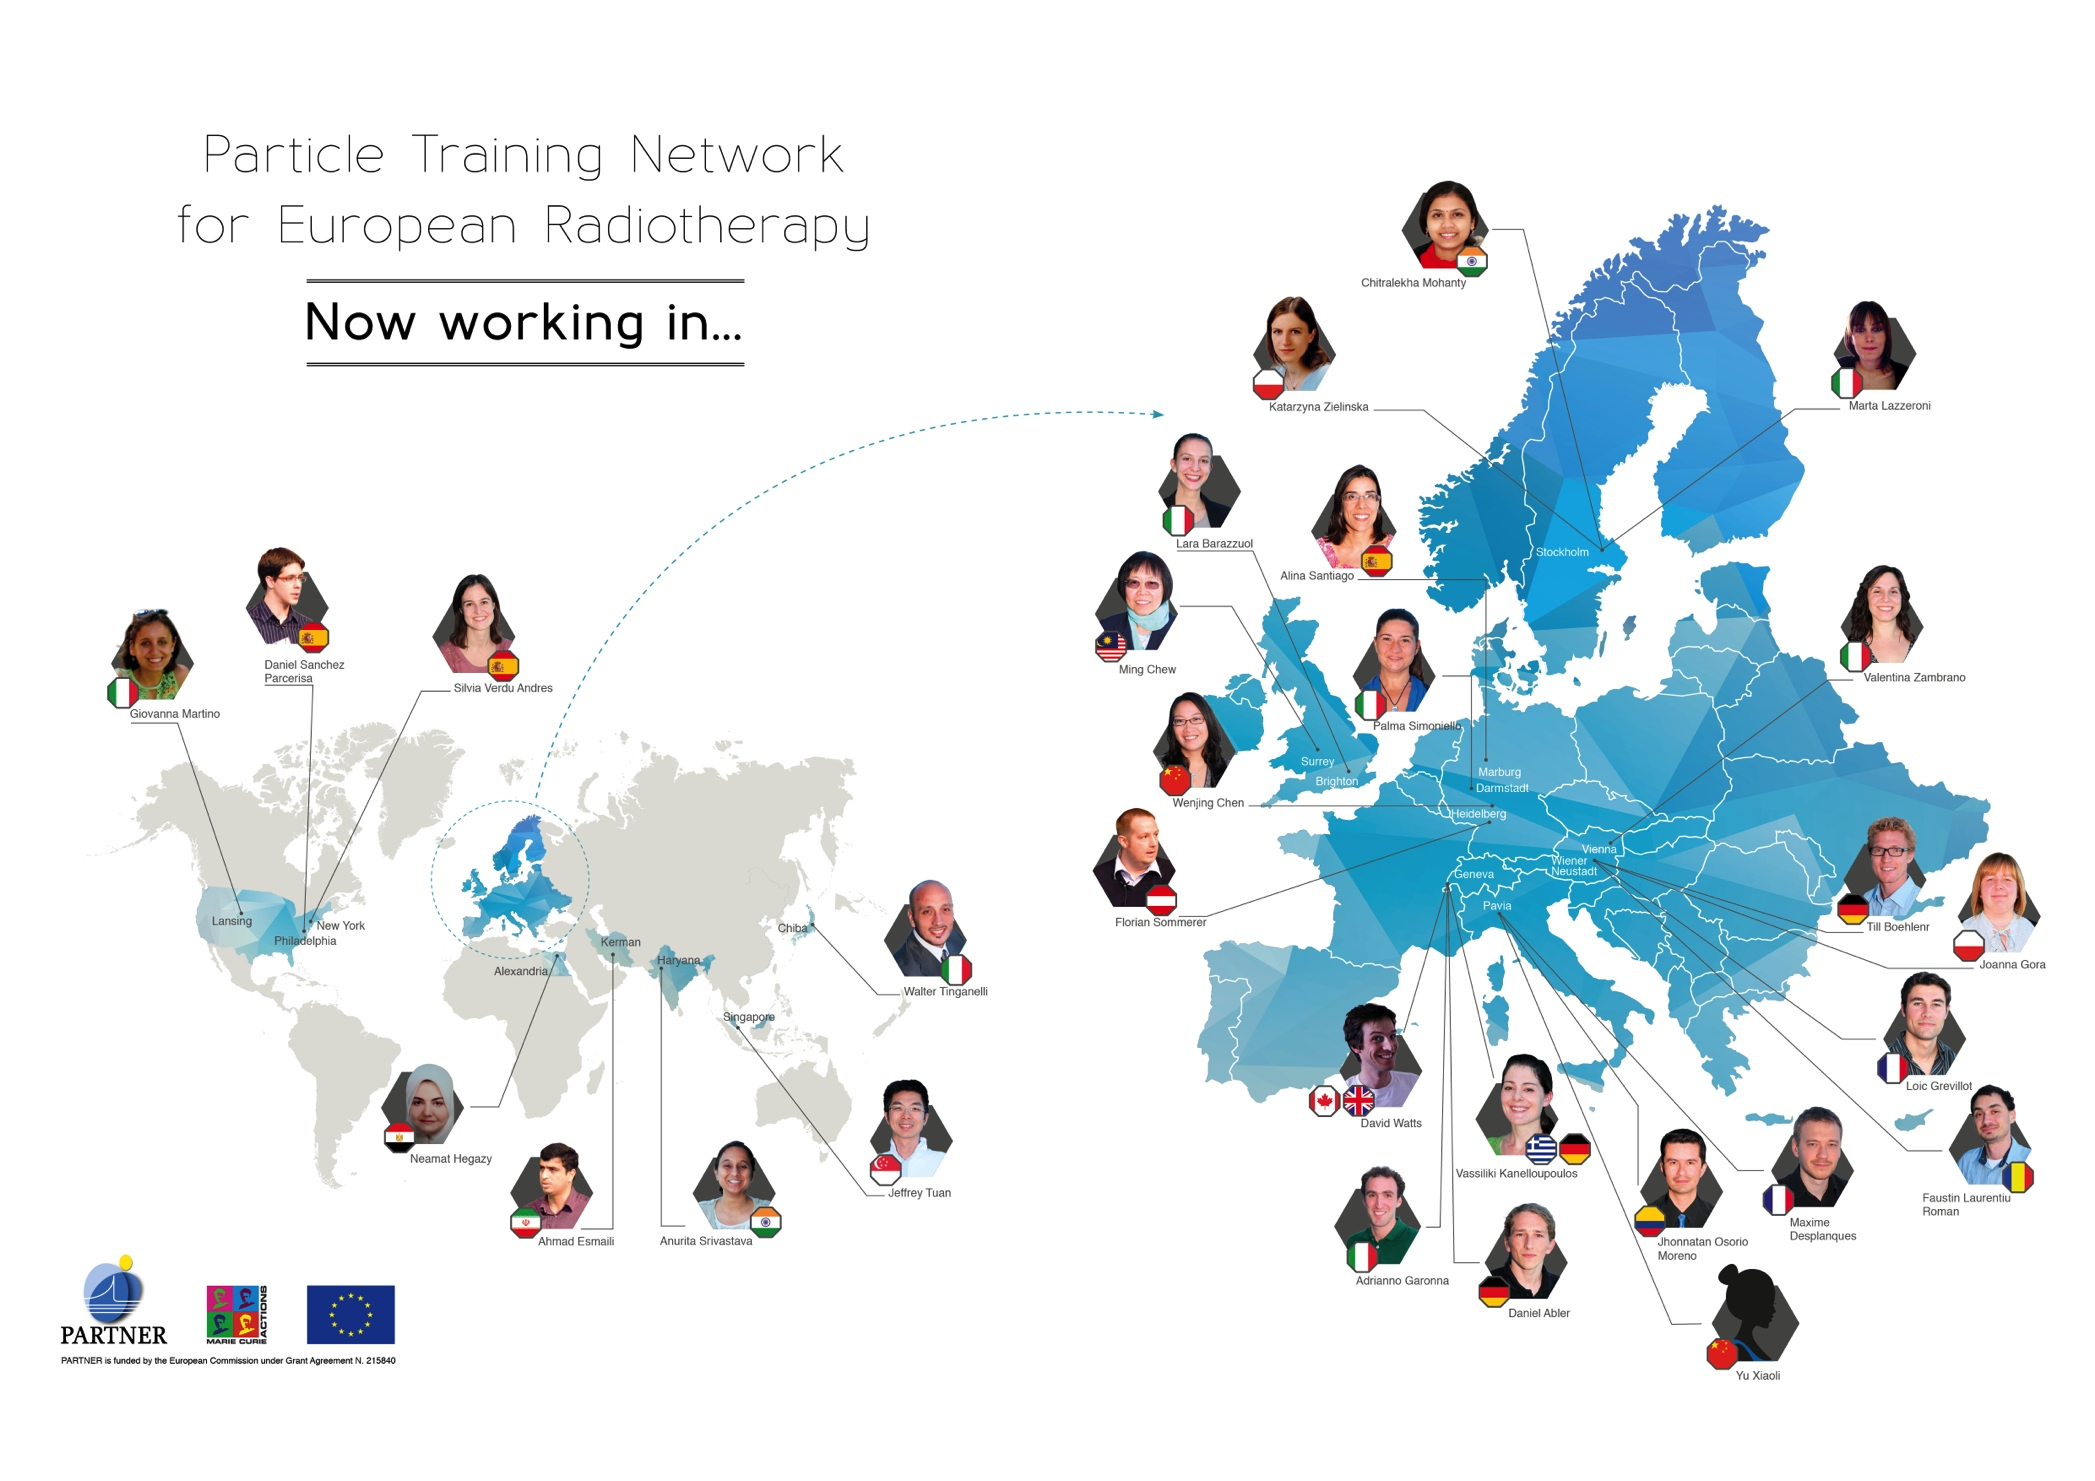 Particle Training Network
for European Radiotherapy
Now working in...
Giovanna Martino
Daniel Sanchez
Parcerisa
Silvia Verdu Andres
Lansing
New York
Philadelphia
Alexandria
Kerman
Haryana
Chiba
Singapore
Walter Tinganelli
Neamat Hegazy
Ahmad Esmaili
Anurita Srivastava
Jeffrey Tuan
Chitralekha Mohanty
Katarzyna Zielinska
Marta Lazzeroni
Lara Barazzuol
Alina Santiago
Stockholm
Ming Chew
Palma Simoniello
Valentina Zambrano
Surrey
Brighton
Marburg
Darmstadt
Wenjing Chen
Heidelberg
Vienna
Wiener
Neustadt
Geneva
Pavia
Florian Sommerer
Till Boehlenr
Joanna Gora
Loic Grevillot
David Watts
Vassiliki Kanelloupoulos
Faustin Laurentiu
Roman
Maxime
Desplanques
Jhonnatan Osorio
Moreno
Adrianno Garonna
Daniel Abler
Yu Xiaoli
PARTNER
MARIE CURIE
ACTIONS
PARTNER is funded by the European Commission under Grant Agreement N. 215840